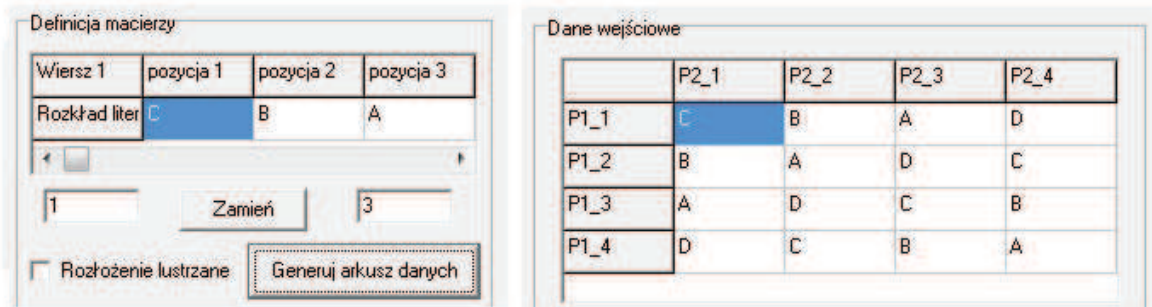 Definicja macierzy
Wiersz 1 pozycja 1 pozycja 2 pozycja 3
Rozkład liter C B A
1 Zamień 3
Rozłożenie lustrzane Generuj arkusz danych
Dane wejściowe
P2_1 P2_2 P2_3 P2_4
P1_1 C B A D
P1_2 B A D C
P1_3 A D C B
P1_4 D C B A